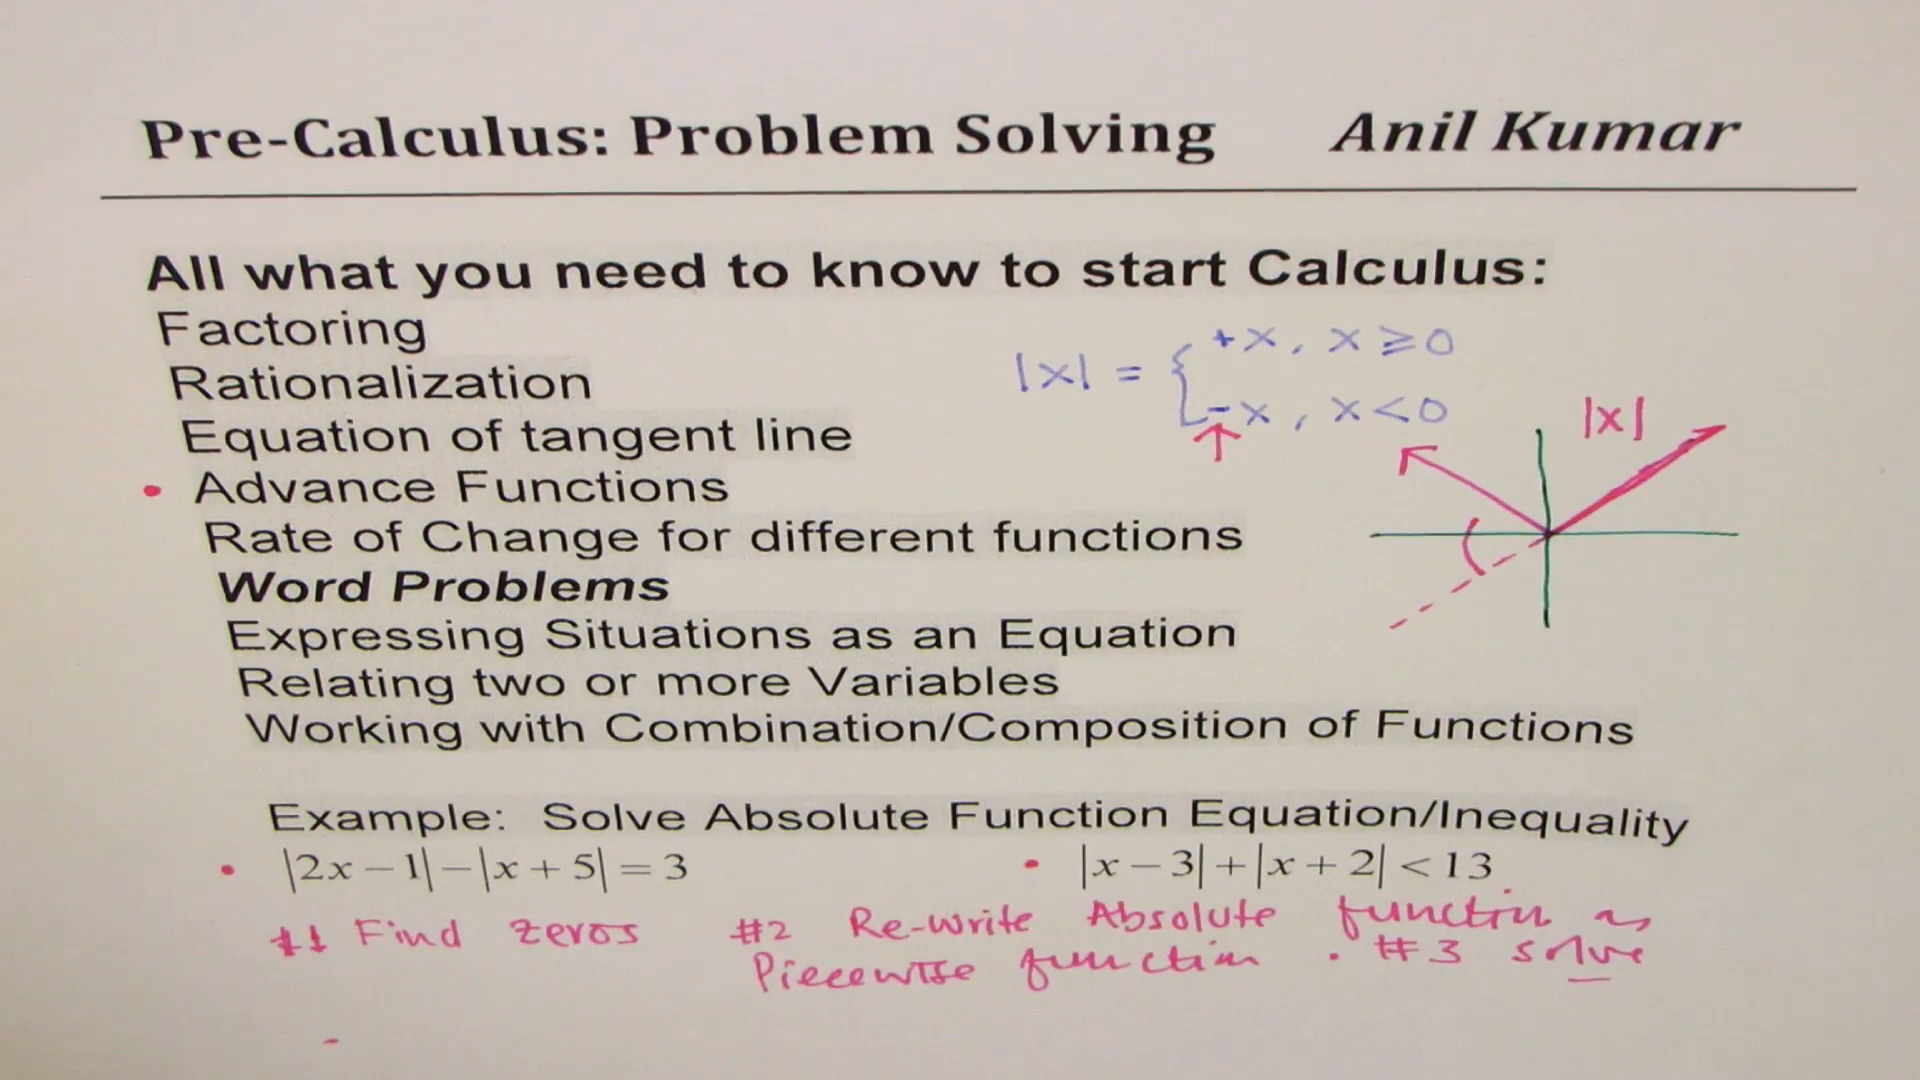 Pre-Calculus: Problem Solving Anil Kumar
All what you need to know to start Calculus:
Factoring
Rationalization
Equation of tangent line
• Advance Functions
Rate of Change for different functions
Word Problems
Expressing Situations as an Equation
Relating two or more Variables
Working with Combination/Composition of Functions
|x| = { +x, x ≥ 0
-x, x < 0
|x|
Example: Solve Absolute Function Equation/Inequality
• |2x − 1| − |x + 5| = 3 • |x − 3| + |x + 2| < 13
#1 Find zeros #2 Re-write Absolute function as
Piecewise function . #3 solve